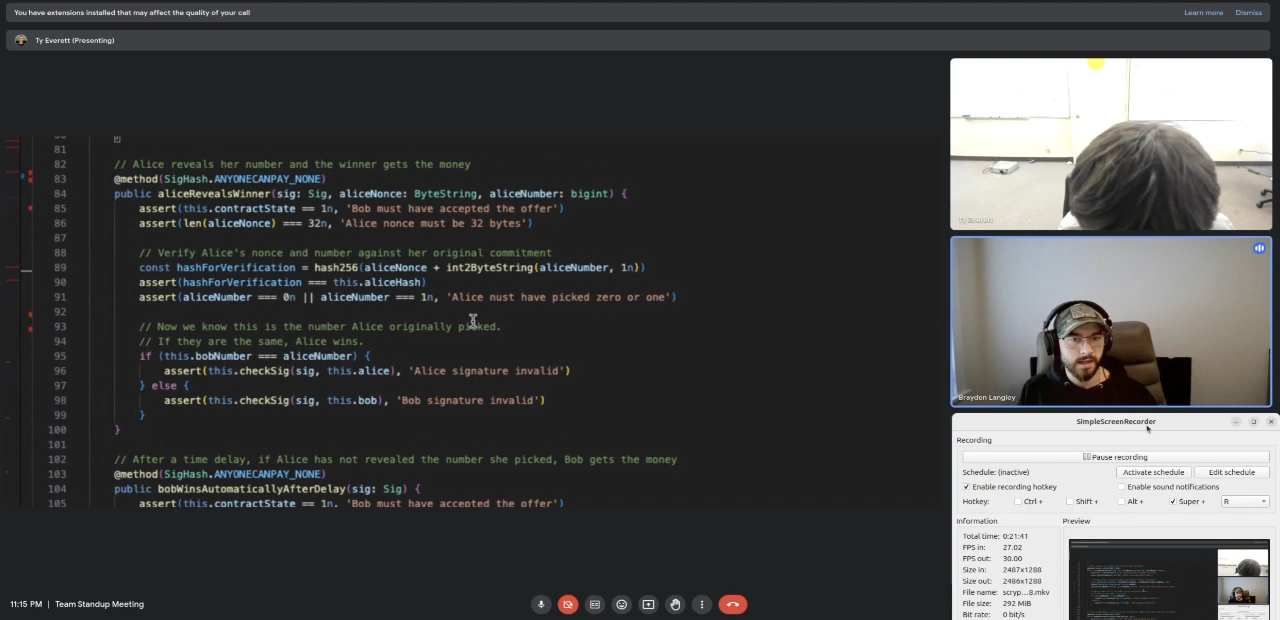 You have extensions installed that may affect the quality of your call
Learn more
Dismiss
Ty Everett (Presenting)
81
82 // Alice reveals her number and the winner gets the money
83 @method(SigHash.ANYONECANPAY_NONE)
84 public aliceRevealsWinner(sig: Sig, aliceNonce: ByteString, aliceNumber: bigint) {
85 assert(this.contractState == 1n, 'Bob must have accepted the offer')
86 assert(len(aliceNonce) === 32n, 'Alice nonce must be 32 bytes')
87
88 // Verify Alice's nonce and number against her original commitment
89 const hashForVerification = hash256(aliceNonce + int2ByteString(aliceNumber, 1n))
90 assert(hashForVerification === this.aliceHash)
91 assert(aliceNumber === 0n || aliceNumber === 1n, 'Alice nust have picked zero or one')
92
93 // Now we know this is the number Alice originally picked.
94 // If they are the same, Alice wins.
95 if (this.bobNumber === aliceNumber) {
96 assert(this.checkSig(sig, this.alice), 'Alice signature invalid')
97 } else {
98 assert(this.checkSig(sig, this.bob), 'Bob signature invalid')
99 }
100 }
101
102 // After a time delay, if Alice has not revealed the number she picked, Bob gets the money
103 @method(SigHash.ANYONECANPAY_NONE)
104 public bobWinsAutomaticallyAfterDelay(sig: Sig) {
105 assert(this.contractState == 1n, 'Bob must have accepted the offer')
Ty Everett
Brayden Langley
SimpleScreenRecorder
Recording
Pause recording
Schedule: (inactive)
Activate schedule
Edit schedule
Enable recording hotkey
Enable sound notifications
Hotkey: Ctrl + Shift + Alt + Super + R
Information
Preview
Total time: 0:21:41
FPS in: 27.02
FPS out: 30.00
Size in: 2487x1288
Size out: 2486x1288
File name: scryp...8.mkv
File size: 292 MiB
Bit rate: 0 bit/s
11:15 PM | Team Standup Meeting